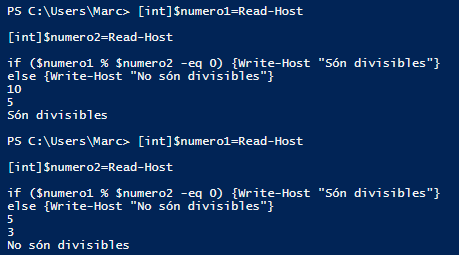 PS C:\Users\Marc> [int]$numero1=Read-Host
[int]$numero2=Read-Host
if ($numero1 % $numero2 -eq 0) {Write-Host "Són divisibles"}
else {Write-Host "No són divisibles"}
10
5
Són divisibles
PS C:\Users\Marc> [int]$numero1=Read-Host
[int]$numero2=Read-Host
if ($numero1 % $numero2 -eq 0) {Write-Host "Són divisibles"}
else {Write-Host "No són divisibles"}
5
3
No són divisibles